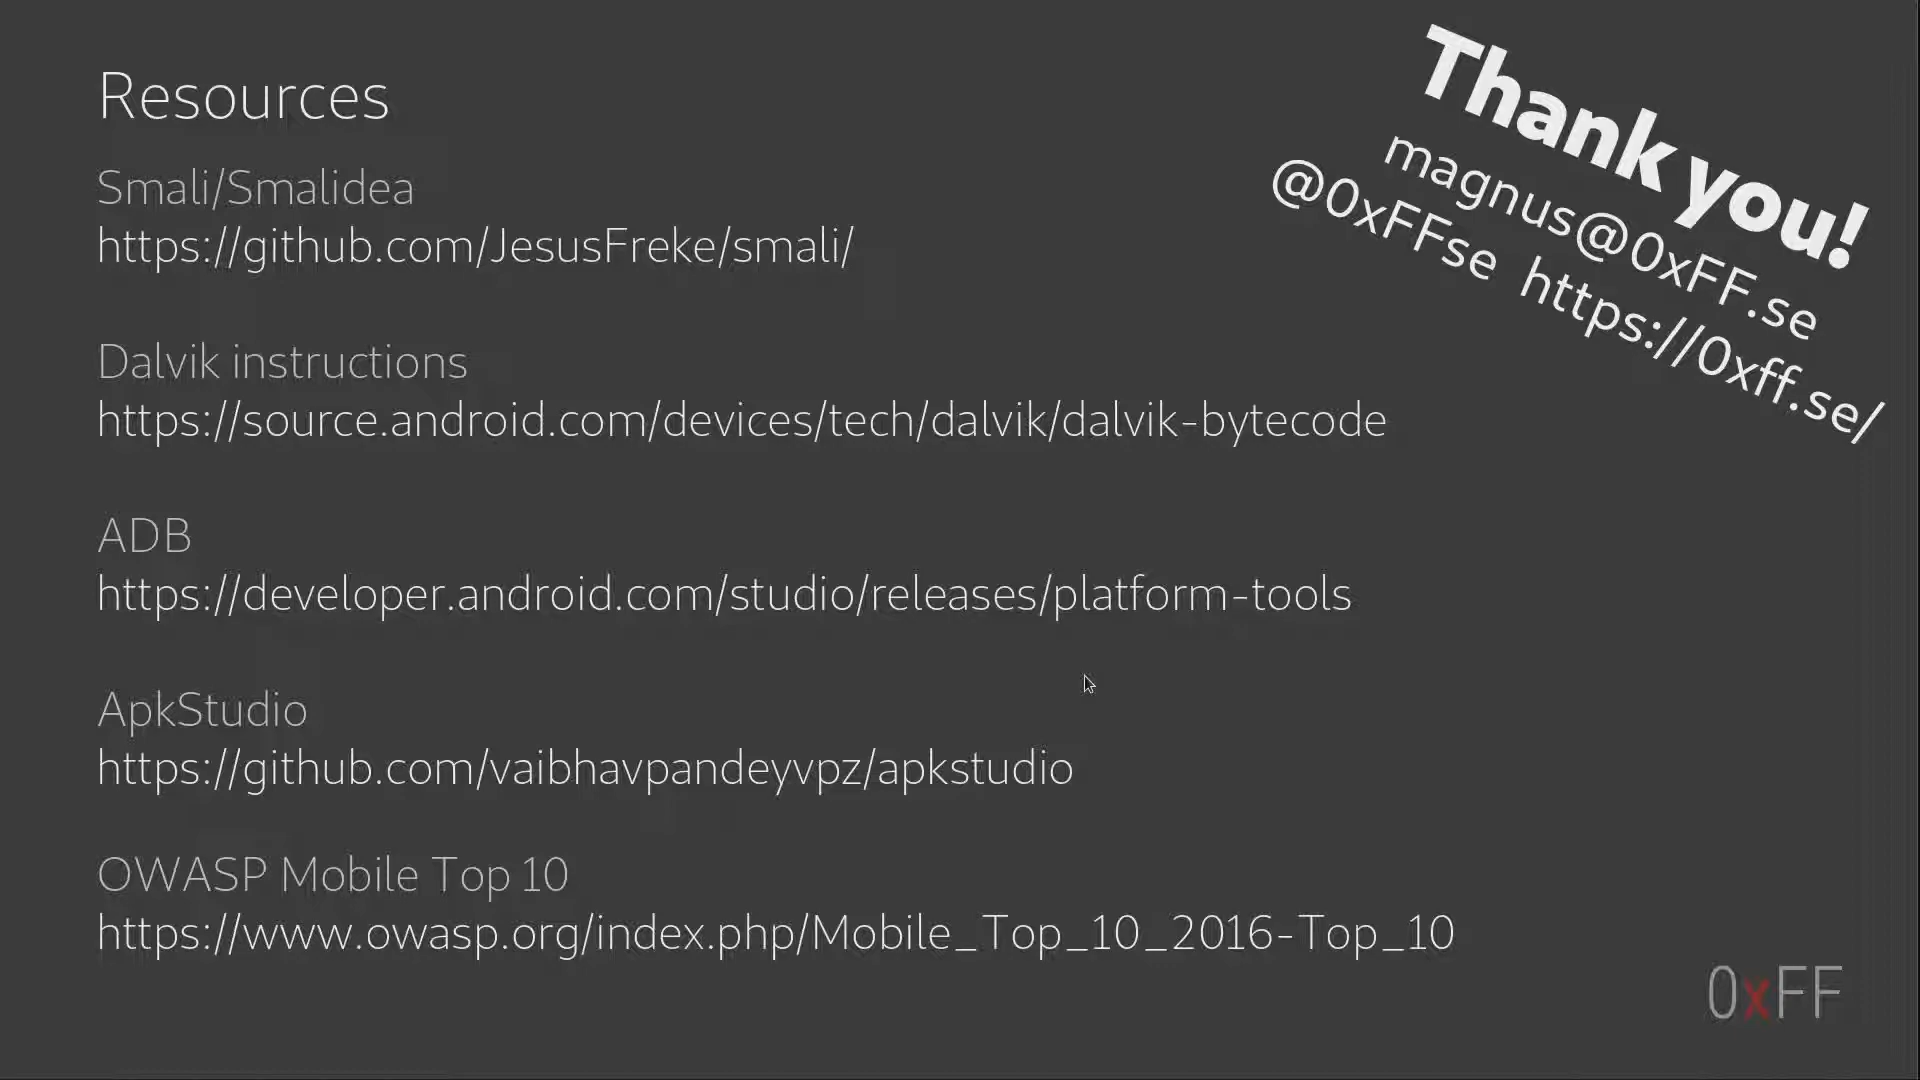 Resources
Smali/Smalidea
https://github.com/JesusFreke/smali/
Dalvik instructions
https://source.android.com/devices/tech/dalvik/dalvik-bytecode
ADB
https://developer.android.com/studio/releases/platform-tools
ApkStudio
https://github.com/vaibhavpandeyvpz/apkstudio
OWASP Mobile Top 10
https://www.owasp.org/index.php/Mobile_Top_10_2016-Top_10
Thank you!
magnus@0xFF.se
@0xFFse https://0xff.se/
0xFF